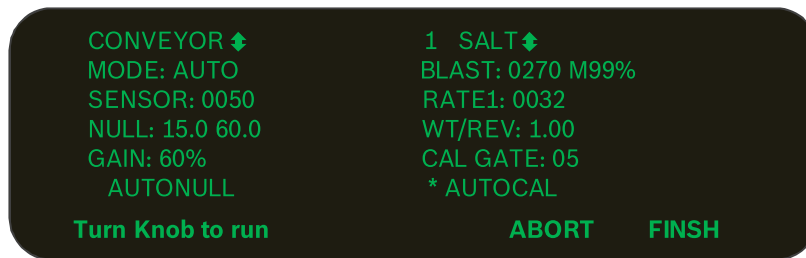 CONVEYOR ⬍ 1 SALT⬍
MODE: AUTO BLAST: 0270 M99%
SENSOR: 0050 RATE1: 0032
NULL: 15.0 60.0 WT/REV: 1.00
GAIN: 60% CAL GATE: 05
AUTONULL * AUTOCAL
Turn Knob to run ABORT FINSH